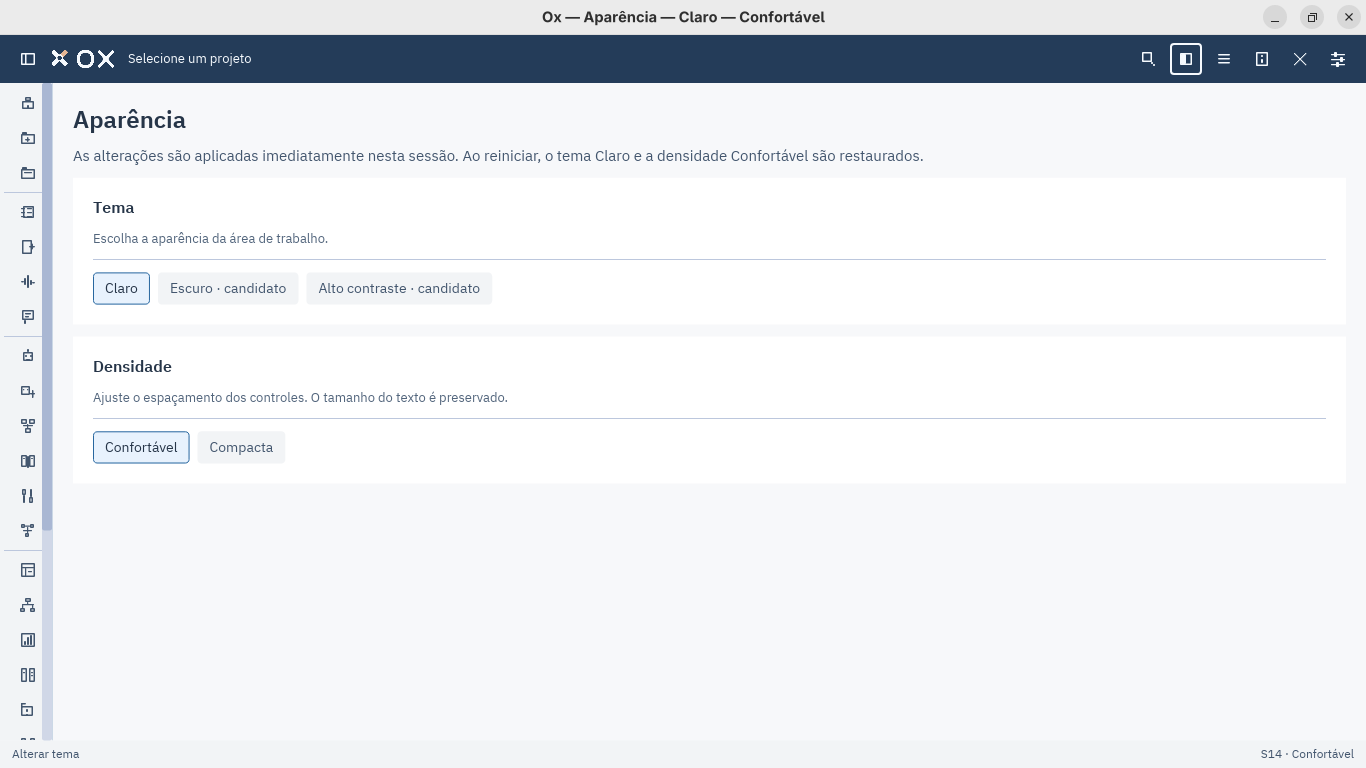 Ox — Aparência — Claro — Confortável
OX Selecione um projeto
Aparência
As alterações são aplicadas imediatamente nesta sessão. Ao reiniciar, o tema Claro e a densidade Confortável são restaurados.
Tema
Escolha a aparência da área de trabalho.
Claro Escuro · candidato Alto contraste · candidato
Densidade
Ajuste o espaçamento dos controles. O tamanho do texto é preservado.
Confortável Compacta
Alterar tema S14 · Confortável